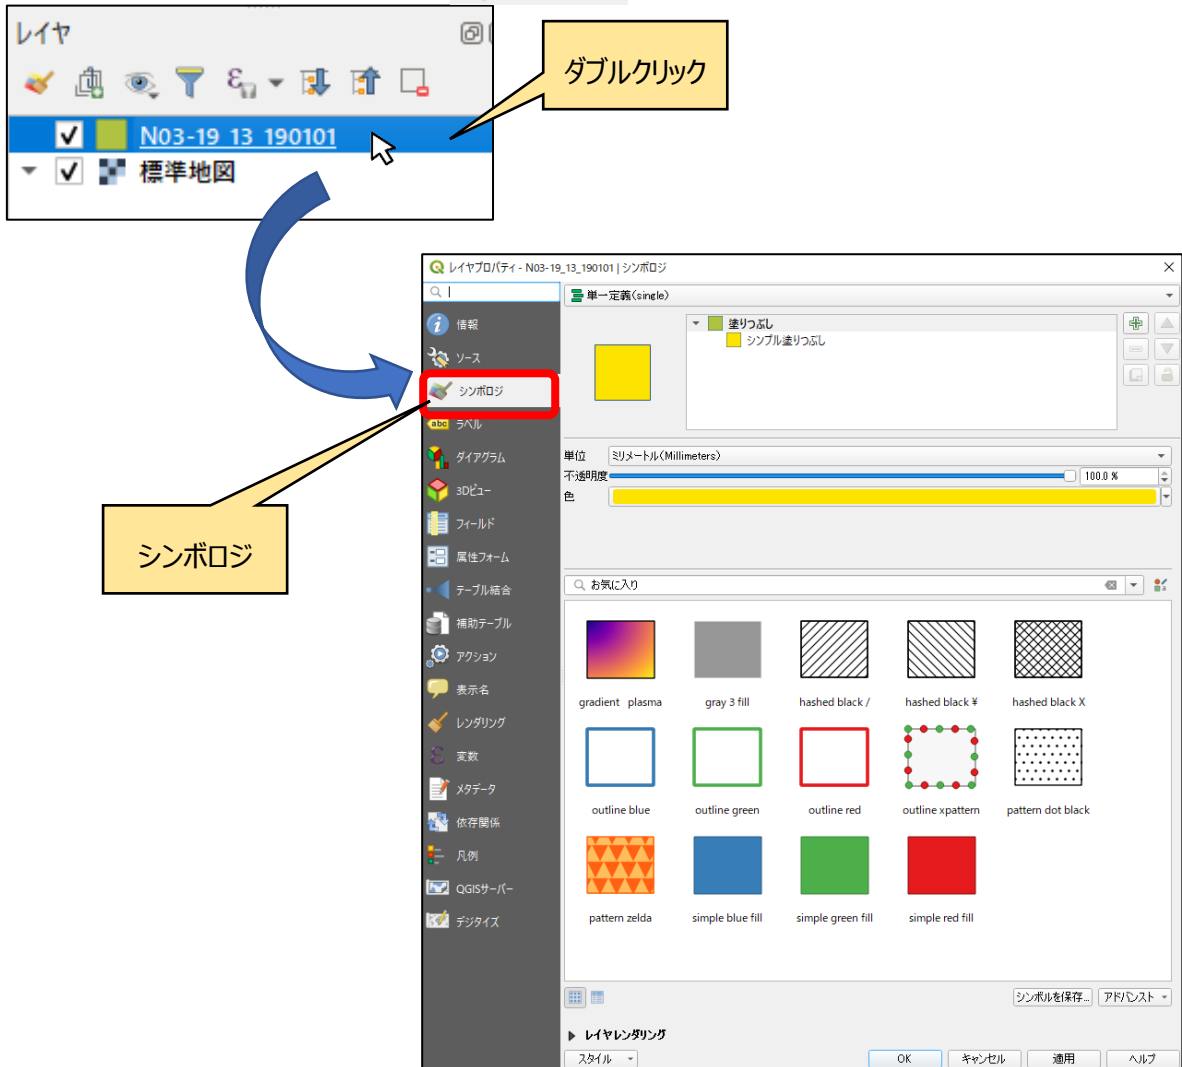 レイヤ
ダブルクリック
N03-19_13_190101
標準地図
レイヤプロパティ - N03-19_13_190101 | シンボロジ
単一定義(single)
情報
ソース
シンボロジ
ラベル
ダイアグラム
3Dビュー
フィールド
属性フォーム
テーブル結合
補助テーブル
アクション
表示名
レンダリング
変数
メタデータ
依存関係
凡例
QGISサーバー
デジタイズ
シンボロジ
塗りつぶし
シンプル塗りつぶし
単位 ミリメートル(Millimeters)
不透明度 100.0 %
色
お気に入り
gradient plasma
gray 3 fill
hashed black /
hashed black ¥
hashed black X
outline blue
outline green
outline red
outline xpattern
pattern dot black
pattern zelda
simple blue fill
simple green fill
simple red fill
シンボルを保存...
アドバンスト
レイヤレンダリング
スタイル
OK
キャンセル
適用
ヘルプ